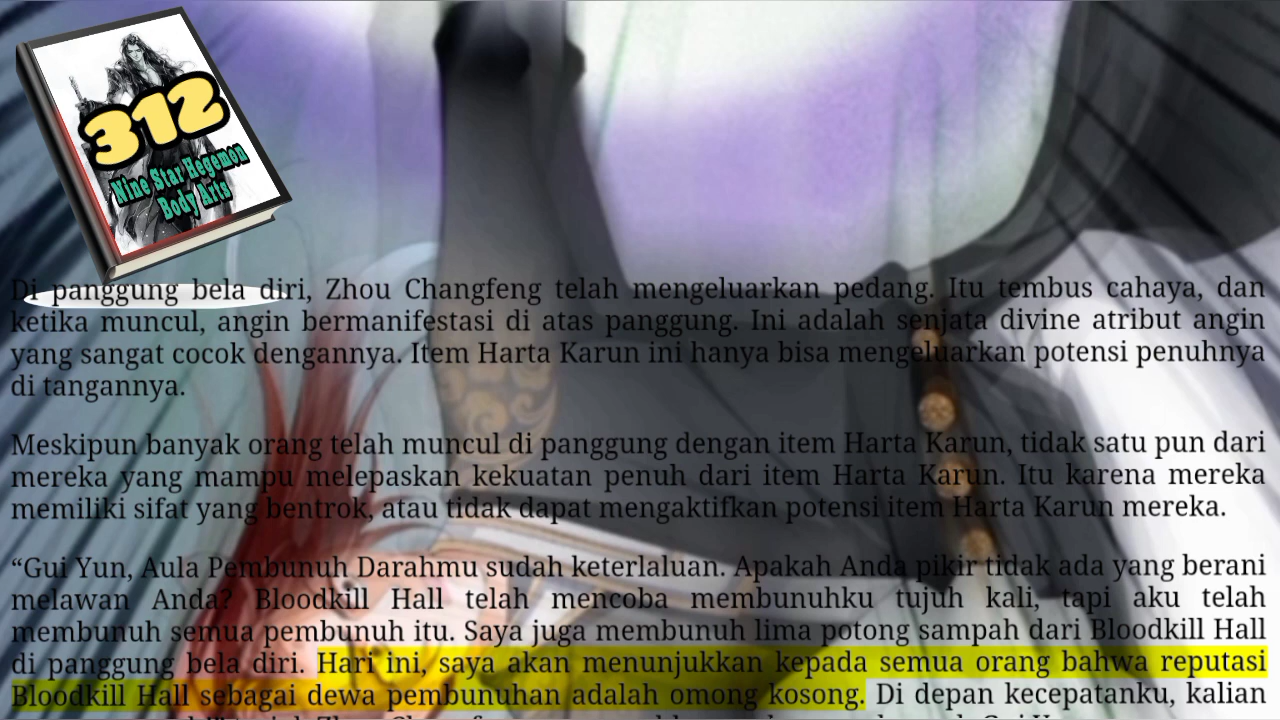 312
Nine Star Hegemon
Body Arts
Di panggung bela diri, Zhou Changfeng telah mengeluarkan pedang. Itu tembus cahaya, dan
ketika muncul, angin bermanifestasi di atas panggung. Ini adalah senjata divine atribut angin
yang sangat cocok dengannya. Item Harta Karun ini hanya bisa mengeluarkan potensi penuhnya
di tangannya.
Meskipun banyak orang telah muncul di panggung dengan item Harta Karun, tidak satu pun dari
mereka yang mampu melepaskan kekuatan penuh dari item Harta Karun. Itu karena mereka
memiliki sifat yang bentrok, atau tidak dapat mengaktifkan potensi item Harta Karun mereka.
“Gui Yun, Aula Pembunuh Darahmu sudah keterlaluan. Apakah Anda pikir tidak ada yang berani
melawan Anda? Bloodkill Hall telah mencoba membunuhku tujuh kali, tapi aku telah
membunuh semua pembunuh itu. Saya juga membunuh lima potong sampah dari Bloodkill Hall
di panggung bela diri. Hari ini, saya akan menunjukkan kepada semua orang bahwa reputasi
Bloodkill Hall sebagai dewa pembunuhan adalah omong kosong. Di depan kecepatanku, kalian